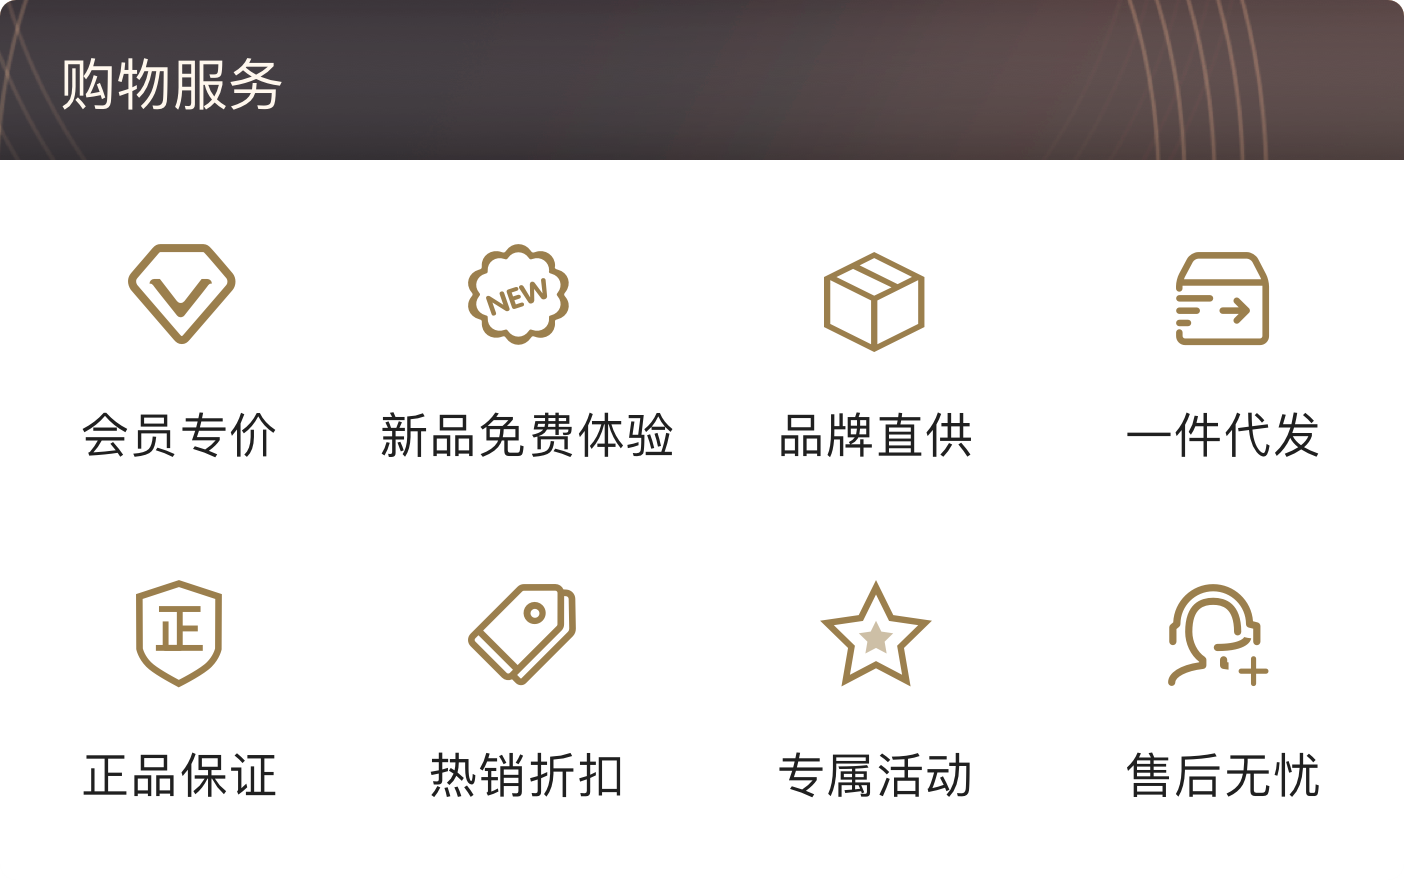 购物服务
NEW
会员专价
新品免费体验
品牌直供
一件代发
正
正品保证
热销折扣
专属活动
售后无忧